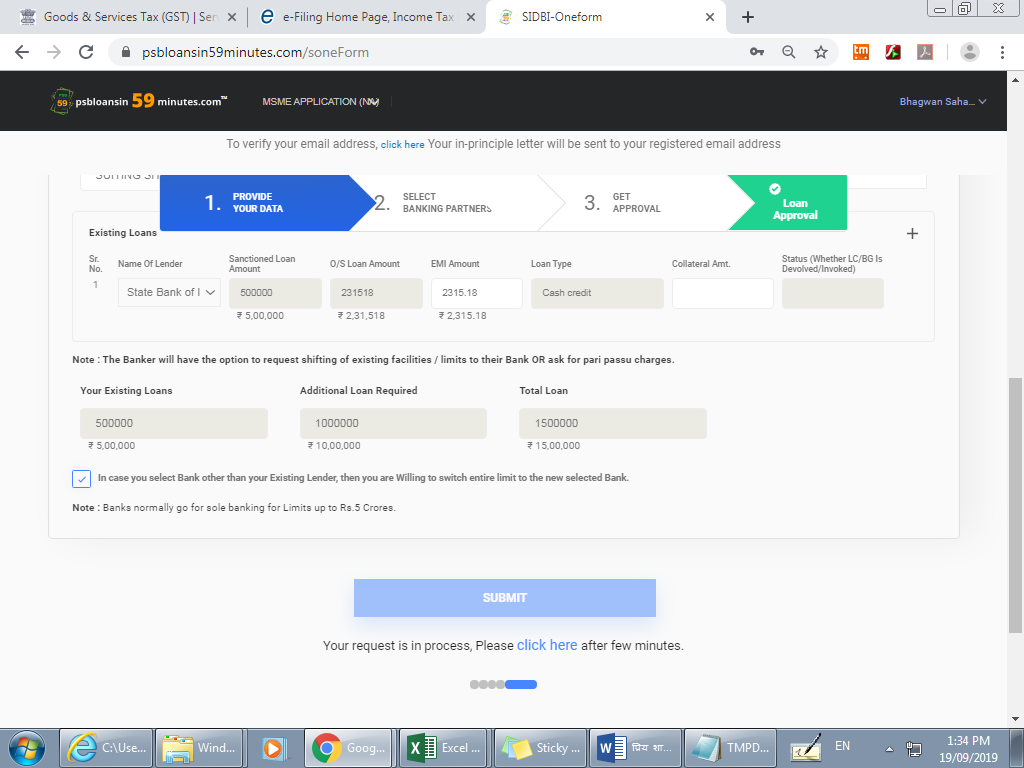 Goods & Services Tax (GST) | Ser
e-Filing Home Page, Income Tax
SIDBI-Oneform
psbloansin59minutes.com/soneForm
psbloansin 59 minutes.com™
MSME APPLICATION
Bhagwan Saha...
To verify your email address, click here Your in-principle letter will be sent to your registered email address
1. PROVIDE
YOUR DATA
2. SELECT
BANKING PARTNERS
3. GET
APPROVAL
Loan
Approval
Existing Loans
Sr. No.
Name Of Lender
Sanctioned Loan Amount
O/S Loan Amount
EMI Amount
Loan Type
Collateral Amt.
Status (Whether LC/BG Is Devolved/Invoked)
1
State Bank of I
500000
231518
2315.18
Cash credit
₹ 5,00,000
₹ 2,31,518
₹ 2,315.18
Note : The Banker will have the option to request shifting of existing facilities / limits to their Bank OR ask for pari passu charges.
Your Existing Loans
Additional Loan Required
Total Loan
500000
1000000
1500000
₹ 5,00,000
₹ 10,00,000
₹ 15,00,000
In case you select Bank other than your Existing Lender, then you are Willing to switch entire limit to the new selected Bank.
Note : Banks normally go for sole banking for Limits up to Rs.5 Crores.
SUBMIT
Your request is in process, Please click here after few minutes.
C:\Use...
Wind...
Goog...
Excel ...
Sticky ...
प्रिय शा...
TMPD...
EN
1:34 PM
19/09/2019